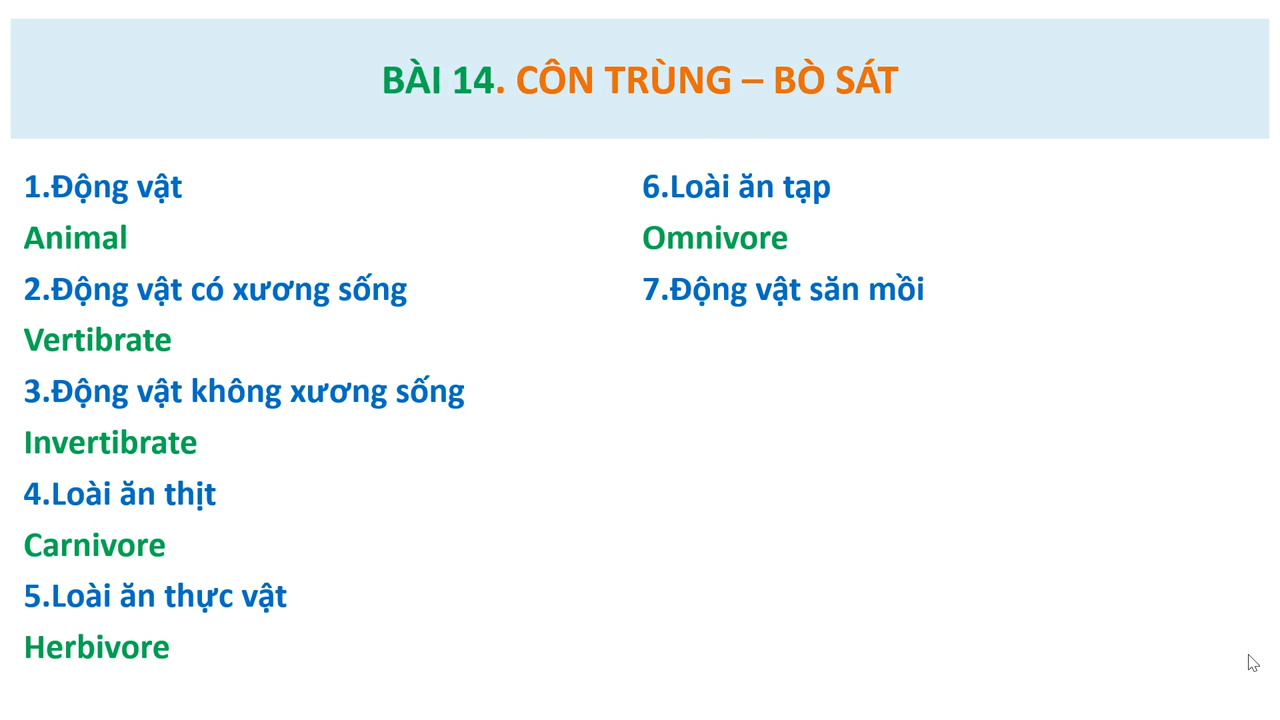 BÀI 14. CÔN TRÙNG – BÒ SÁT
1.Động vật
Animal
2.Động vật có xương sống
Vertibrate
3.Động vật không xương sống
Invertibrate
4.Loài ăn thịt
Carnivore
5.Loài ăn thực vật
Herbivore
6.Loài ăn tạp
Omnivore
7.Động vật săn mồi